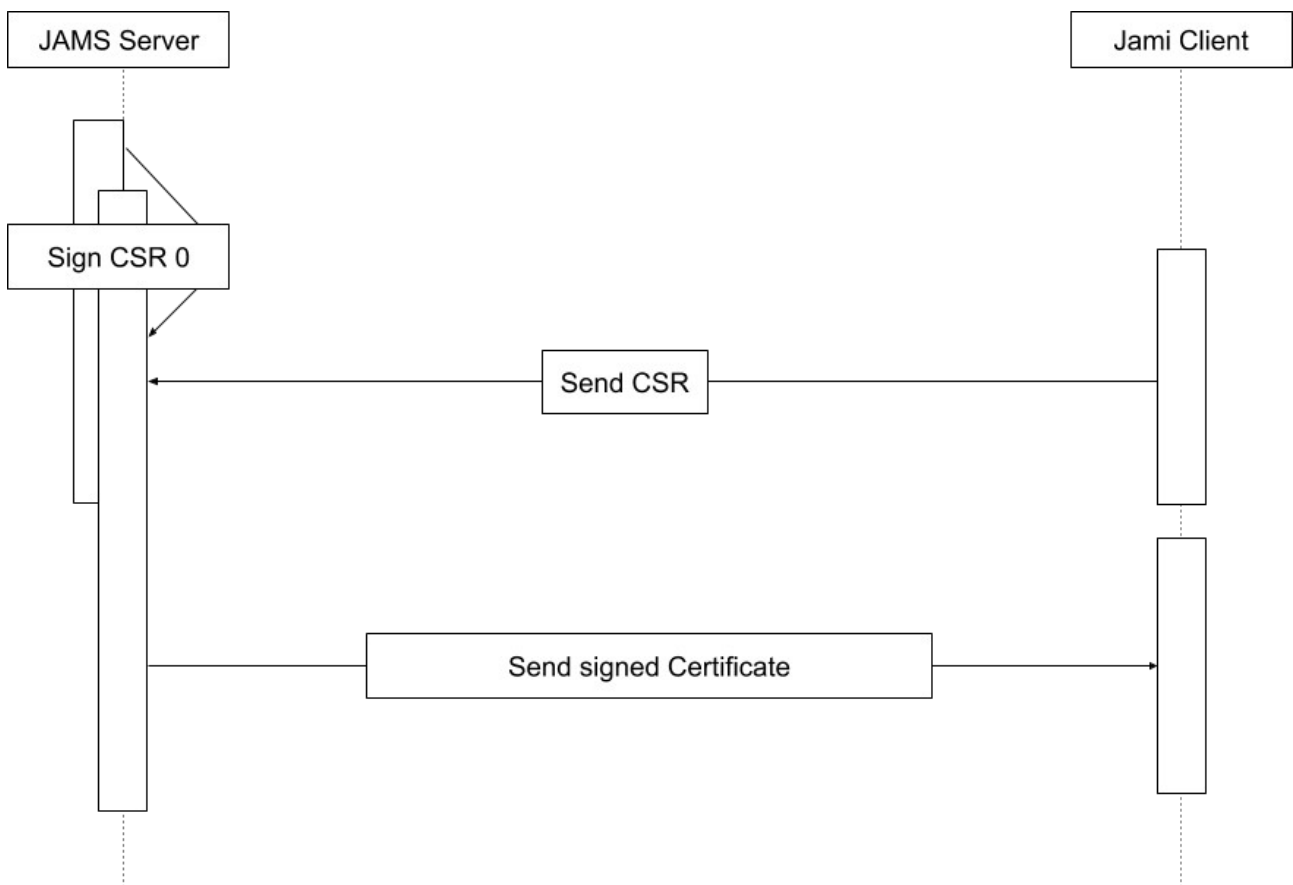 JAMS Server
Jami Client
Sign CSR 0
Send CSR
Send signed Certificate